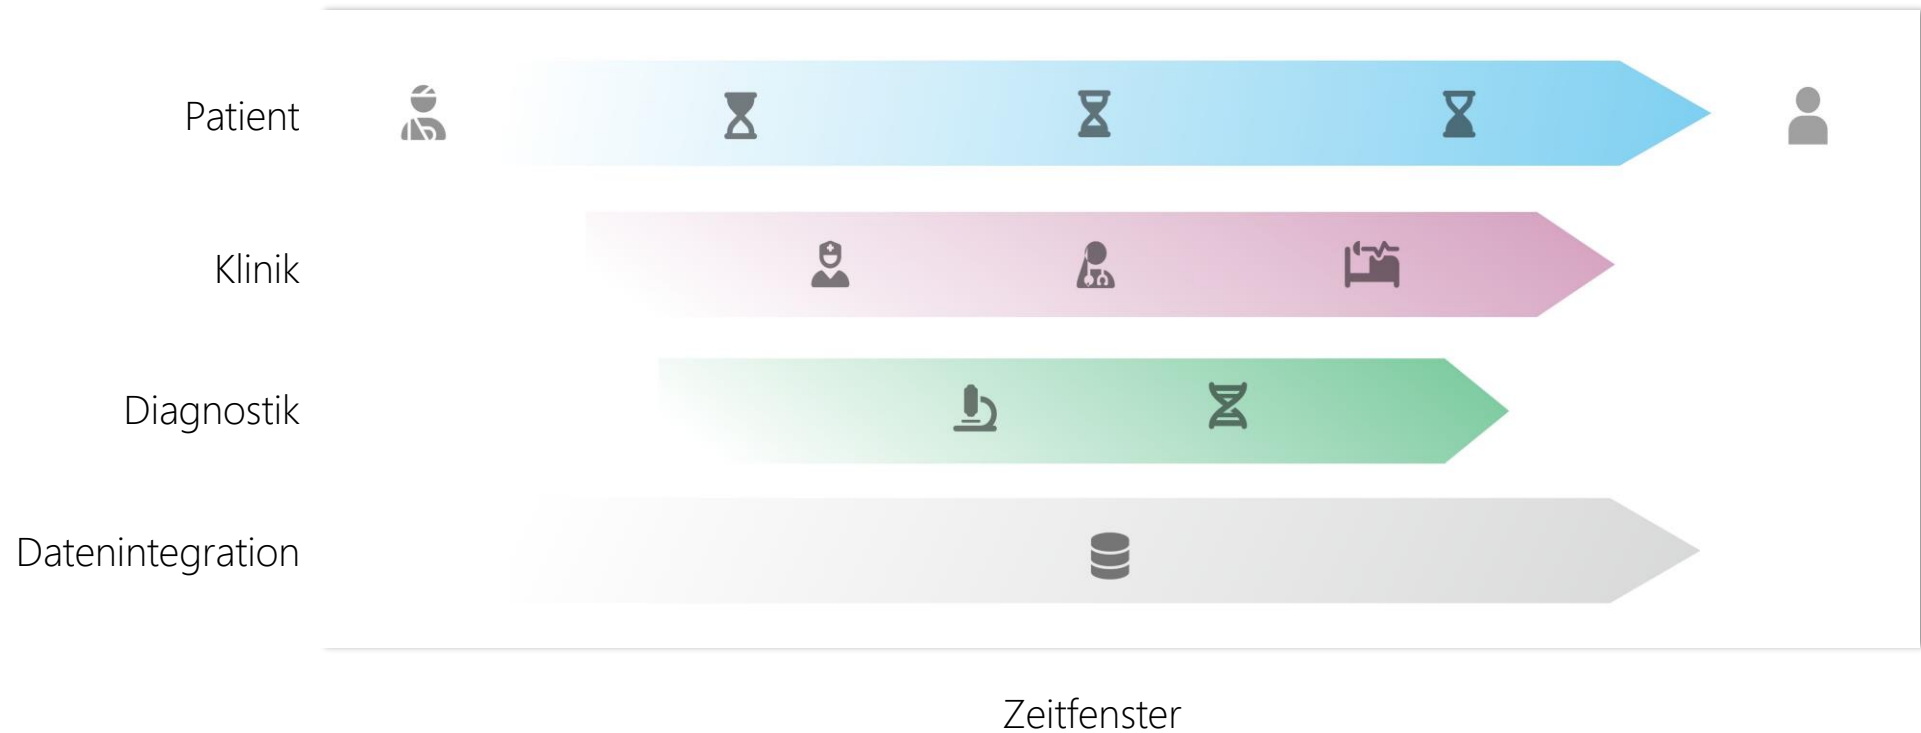 Patient
Klinik
Diagnostik
Datenintegration
Zeitfenster